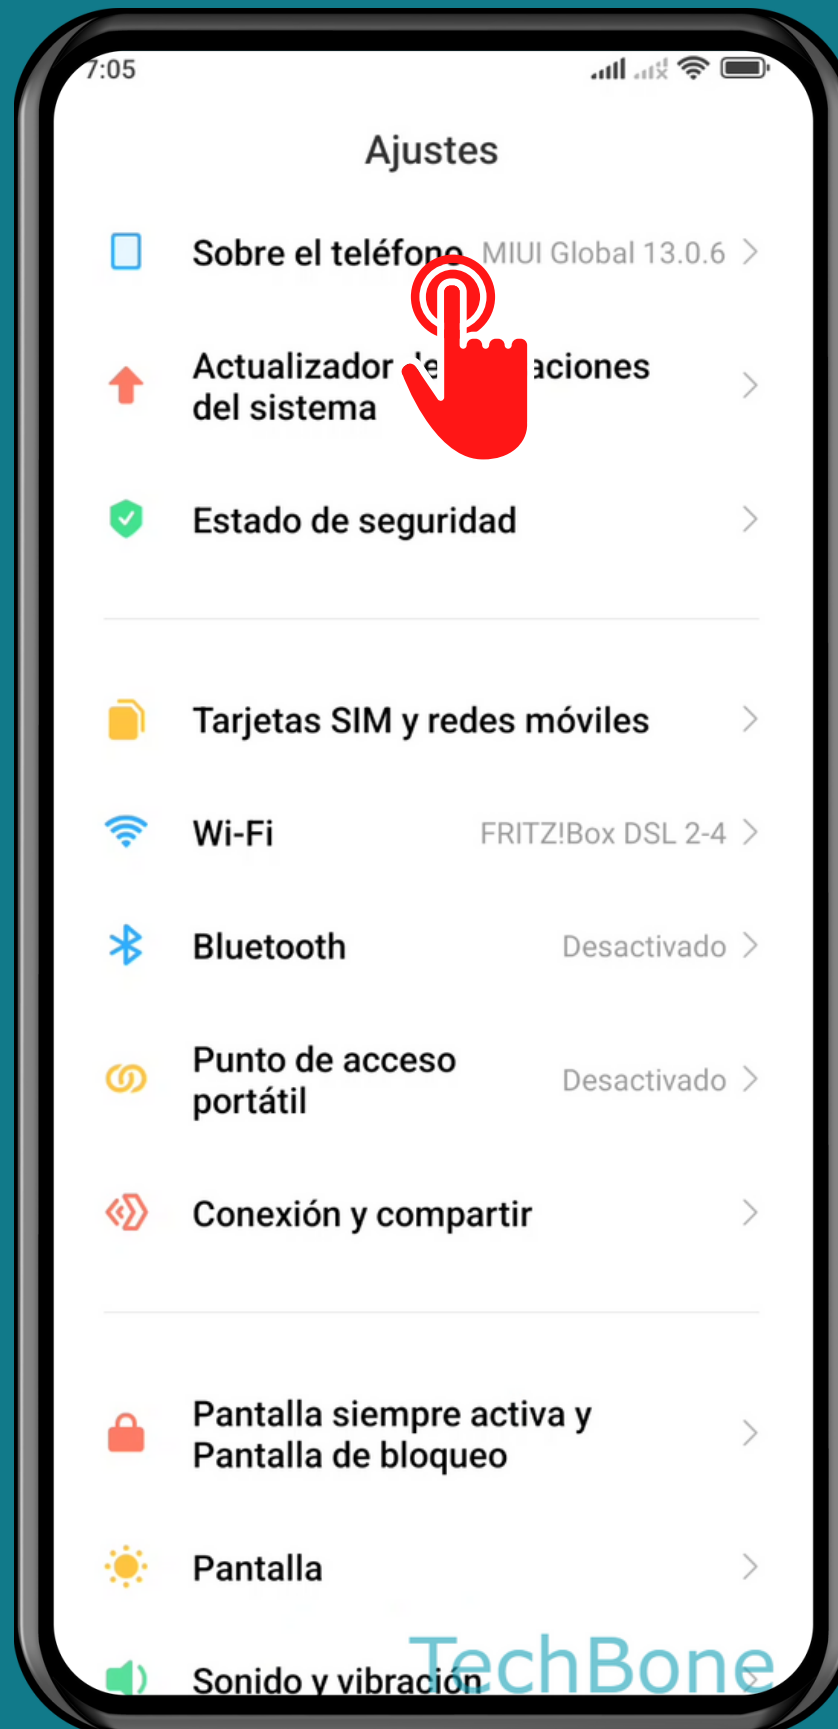 7:05
Ajustes
Sobre el teléfono MIUI Global 13.0.6
Actualizador de aciones
del sistema
Estado de seguridad
Tarjetas SIM y redes móviles
Wi-Fi FRITZ!Box DSL 2-4
Bluetooth Desactivado
Punto de acceso
portátil Desactivado
Conexión y compartir
Pantalla siempre activa y
Pantalla de bloqueo
Pantalla
Sonido y vibración
TechBone